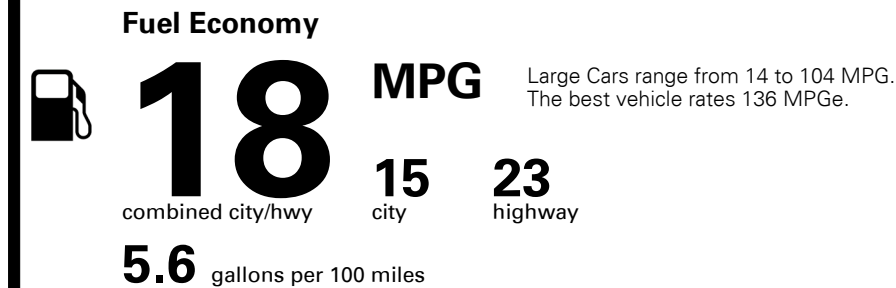 Fuel Economy
18 MPG
Large Cars range from 14 to 104 MPG.
The best vehicle rates 136 MPGe.
15 23
combined city/hwy city highway
5.6 gallons per 100 miles